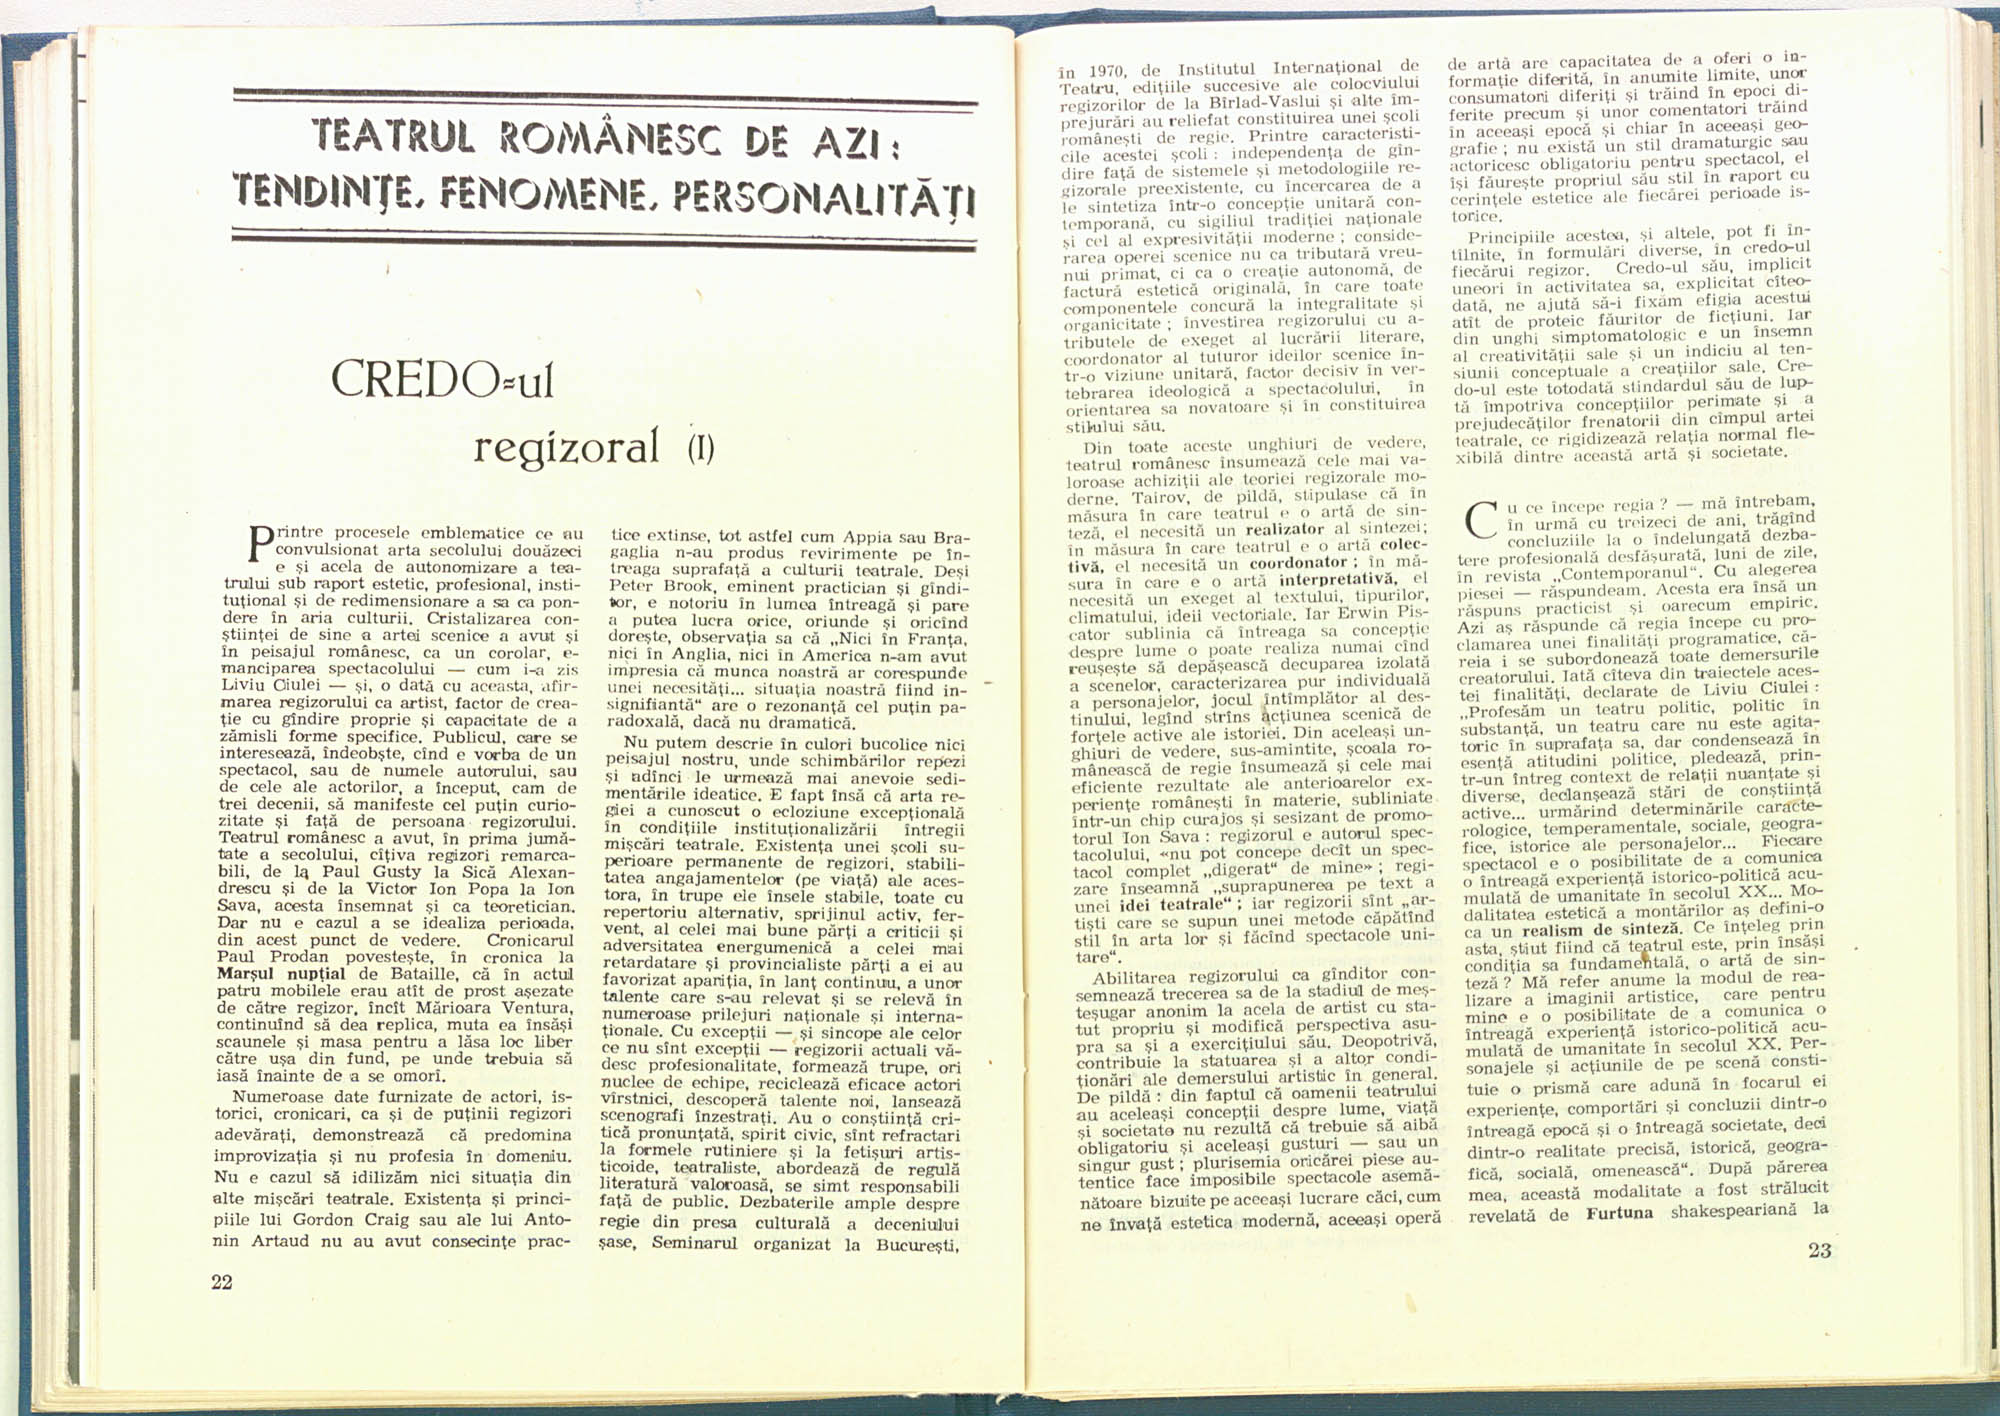 TEATRUL ROMÂNESC DE AZI:
TENDINȚE, FENOMENE, PERSONALITĂȚI
CREDO-ul
regizoral (I)
Printre procesele emblematice ce au
convulsionat arta secolului douăzeci
e și acela de autonomizare a tea-
trului sub raport estetic, profesional, insti-
tuțional și de redimensionare a sa ca pon-
dere în aria culturii. Cristalizarea con-
științei de sine a artei scenice a avut și
în peisajul românesc, ca un corolar, e-
manciparea spectacolului — cum i-a zis
Liviu Ciulei — și, o dată cu aceasta, afir-
marea regizorului ca artist, factor de crea-
ție cu gîndire proprie și capacitate de a
zămisli forme specifice. Publicul, care se
interesează, îndeobște, cînd e vorba de un
spectacol, sau de numele autorului, sau
de cele ale actorilor, a început, cam de
trei decenii, să manifeste cel puțin curio-
zitate și față de persoana regizorului.
Teatrul românesc a avut, în prima jumă-
tate a secolului, cîțiva regizori remarca-
bili, de la Paul Gusty la Sică Alexan-
drescu și de la Victor Ion Popa la Ion
Sava, acesta însemnat și ca teoretician.
Dar nu e cazul a se idealiza perioada,
din acest punct de vedere. Cronicarul
Paul Prodan povestește, în cronica la
Marșul nupțial de Bataille, că în actul
patru mobilele erau atît de prost așezate
de către regizor, încît Mărioara Ventura,
continuînd să dea replica, muta ea însăși
scaunele și masa pentru a lăsa loc liber
către ușa din fund, pe unde trebuia să
iasă înainte de a se omorî.
Numeroase date furnizate de actori, is-
torici, cronicari, ca și de puținii regizori
adevărați, demonstrează că predomina
improvizația și nu profesia în domeniu.
Nu e cazul să idilizăm nici situația din
alte mișcări teatrale. Existența și princi-
piile lui Gordon Craig sau ale lui Anto-
nin Artaud nu au avut consecințe prac-
tice extinse, tot astfel cum Appia sau Bra-
gaglia n-au produs revirimente pe în-
treaga suprafață a culturii teatrale. Deși
Peter Brook, eminent practician și gîndi-
tor, e notoriu în lumea întreagă și pare
a putea lucra orice, oriunde și oricînd
dorește, observația sa că „Nici în Franța,
nici în Anglia, nici în America n-am avut
impresia că munca noastră ar corespunde
unei necesități... situația noastră fiind in-
signifiantă“ are o rezonanță cel puțin pa-
radoxală, dacă nu dramatică.
Nu putem descrie în culori bucolice nici
peisajul nostru, unde schimbărilor repezi
și adînci le urmează mai anevoie sedi-
mentările ideatice. E fapt însă că arta re-
giei a cunoscut o ecloziune excepțională
în condițiile instituționalizării întregii
mișcări teatrale. Existența unei școli su-
perioare permanente de regizori, stabili-
tatea angajamentelor (pe viață) ale aces-
tora, în trupe ele însele stabile, toate cu
repertoriu alternativ, sprijinul activ, fer-
vent, al celei mai bune părți a criticii și
adversitatea energumenică a celei mai
retardatare și provincialiste părți a ei au
favorizat apariția, în lanț continuu, a unor
talente care s-au relevat și se relevă în
numeroase prilejuri naționale și interna-
ționale. Cu excepții — și sincope ale celor
ce nu sînt excepții — regizorii actuali vă-
desc profesionalitate, formează trupe, ori
nuclee de echipe, reciclează eficace actori
vîrstnici, descoperă talente noi, lansează
scenografi înzestrați. Au o conștiință cri-
tică pronunțată, spirit civic, sînt refractari
la formele rutiniere și la fetișuri artis-
ticoide, teatraliste, abordează de regulă
literatură valoroasă, se simt responsabili
față de public. Dezbaterile ample despre
regie din presa culturală a deceniului
șase, Seminarul organizat la București,
22
în 1970, de Institutul Internațional de
Teatru, edițiile succesive ale colocviului
regizorilor de la Bîrlad-Vaslui și alte îm-
prejurări au reliefat constituirea unei școli
românești de regie. Printre caracteristi-
cile acestei școli : independența de gîn-
dire față de sistemele și metodologiile re-
gizorale preexistente, cu încercarea de a
le sintetiza într-o concepție unitară con-
temporană, cu sigiliul tradiției naționale
și cel al expresivității moderne ; conside-
rarea operei scenice nu ca tributară vreu-
nui primat, ci ca o creație autonomă, de
factură estetică originală, în care toate
componentele concură la integralitate și
organicitate ; investirea regizorului cu a-
tributele de exeget al lucrării literare,
coordonator al tuturor ideilor scenice în-
tr-o viziune unitară, factor decisiv în ver-
tebrarea ideologică a spectacolului, în
orientarea sa novatoare și în constituirea
stilului său.
Din toate aceste unghiuri de vedere,
teatrul românesc însumează cele mai va-
loroase achiziții ale teoriei regizorale mo-
derne. Tairov, de pildă, stipulase că în
măsura în care teatrul e o artă de sin-
teză, el necesită un realizator al sintezei;
în măsura în care teatrul e o artă colec-
tivă, el necesită un coordonator ; în mă-
sura în care e o artă interpretativă, el
necesită un exeget al textului, tipurilor,
climatului, ideii vectoriale. Iar Erwin Pis-
cator sublinia că întreaga sa concepție
despre lume o poate realiza numai cînd
reușește să depășească decuparea izolată
a scenelor, caracterizarea pur individuală
a personajelor, jocul întîmplător al des-
tinului, legînd strîns acțiunea scenică de
forțele active ale istoriei. Din aceleași un-
ghiuri de vedere, sus-amintite, școala ro-
mânească de regie însumează și cele mai
eficiente rezultate ale anterioarelor ex-
periențe românești în materie, subliniate
într-un chip curajos și sesizant de promo-
torul Ion Sava : regizorul e autorul spec-
tacolului, «nu pot concepe decît un spec-
tacol complet „digerat“ de mine» ; regi-
zare înseamnă „suprapunerea pe text a
unei idei teatrale“ ; iar regizorii sînt „ar-
tiști care se supun unei metode căpătînd
stil în arta lor și făcînd spectacole uni-
tare“.
Abilitarea regizorului ca gînditor con-
semnează trecerea sa de la stadiul de meș-
teșugar anonim la acela de artist cu sta-
tut propriu și modifică perspectiva asu-
pra sa și a exercițiului său. Deopotrivă,
contribuie la statuarea și a altor condi-
ționări ale demersului artistic în general.
De pildă : din faptul că oamenii teatrului
au aceleași concepții despre lume, viață
și societate nu rezultă că trebuie să aibă
obligatoriu și aceleași gusturi — sau un
singur gust ; plurisemia oricărei piese au-
tentice face imposibile spectacole asemă-
nătoare bizuite pe aceeași lucrare căci, cum
ne învață estetica modernă, aceeași operă
de artă are capacitatea de a oferi o in-
formație diferită, în anumite limite, unor
consumatori diferiți și trăind în epoci di-
ferite precum și unor comentatori trăind
în aceeași epocă și chiar în aceeași geo-
grafie ; nu există un stil dramaturgic sau
actoricesc obligatoriu pentru spectacol, el
își făurește propriul său stil în raport cu
cerințele estetice ale fiecărei perioade is-
torice.
Principiile acestea, și altele, pot fi în-
tîlnite, în formulări diverse, în credo-ul
fiecărui regizor. Credo-ul său, implicit
uneori în activitatea sa, explicitat cîteo-
dată, ne ajută să-i fixăm efigia acestui
atît de proteic făuritor de ficțiuni. Iar
din unghi simptomatologic e un însemn
al creativității sale și un indiciu al ten-
siunii conceptuale a creațiilor sale. Cre-
do-ul este totodată stindardul său de lup-
tă împotriva concepțiilor perimate și a
prejudecăților frenatorii din cîmpul artei
teatrale, ce rigidizează relația normal fle-
xibilă dintre această artă și societate.
Cu ce începe regia ? — mă întrebam,
în urmă cu treizeci de ani, trăgînd
concluziile la o îndelungată dezba-
tere profesională desfășurată, luni de zile,
în revista „Contemporanul“. Cu alegerea
piesei — răspundeam. Acesta era însă un
răspuns practicist și oarecum empiric.
Azi aș răspunde că regia începe cu pro-
clamarea unei finalități programatice, că-
reia i se subordonează toate demersurile
creatorului. Iată cîteva din traiectele aces-
tei finalități, declarate de Liviu Ciulei :
„Profesăm un teatru politic, politic în
substanță, un teatru care nu este agita-
toric în suprafața sa, dar condensează în
esență atitudini politice, pledează, prin-
tr-un întreg context de relații nuanțate și
diverse, declanșează stări de conștiință
active... urmărind determinările caracte-
rologice, temperamentale, sociale, geogra-
fice, istorice ale personajelor... Fiecare
spectacol e o posibilitate de a comunica
o întreagă experiență istorico-politică acu-
mulată de umanitate în secolul XX... Mo-
dalitatea estetică a montărilor aș defini-o
ca un realism de sinteză. Ce înțeleg prin
asta, știut fiind că teatrul este, prin însăși
condiția sa fundamentală, o artă de sin-
teză ? Mă refer anume la modul de rea-
lizare a imaginii artistice, care pentru
mine e o posibilitate de a comunica o
întreagă experiență istorico-politică acu-
mulată de umanitate în secolul XX. Per-
sonajele și acțiunile de pe scenă consti-
tuie o prismă care adună în focarul ei
experiențe, comportări și concluzii dintr-o
întreagă epocă și o întreagă societate, deci
dintr-o realitate precisă, istorică, geogra-
fică, socială, omenească“. După părerea
mea, această modalitate a fost strălucit
revelată de Furtuna shakespeariană la
23